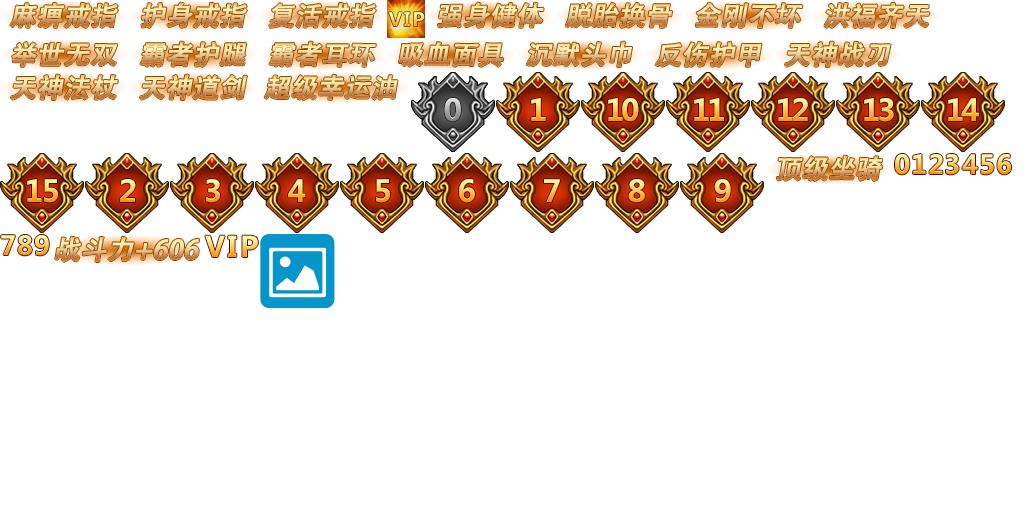 麻痹戒指 护身戒指 复活戒指 VIP 强身健体 脱胎换骨 金刚不坏 洪福齐天
举世无双 霸者护腿 霸者耳环 吸血面具 沉默头巾 反伤护甲 天神战刃
天神法杖 天神道剑 超级幸运油 0 1 10 11 12 13 14
15 2 3 4 5 6 7 8 9 顶级坐骑 0123456
789 战斗力+606 VIP